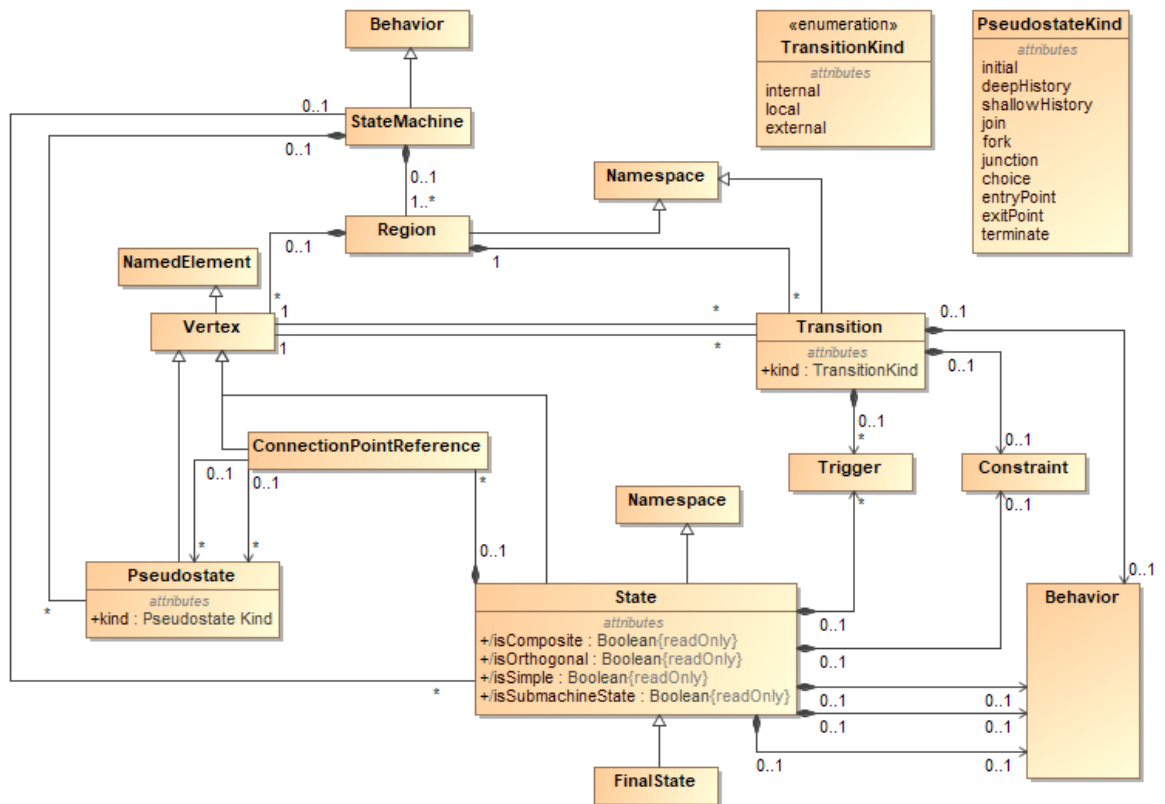 Behavior
«enumeration»
TransitionKind
attributes
internal
local
external
PseudostateKind
attributes
initial
deepHistory
shallowHistory
join
fork
junction
choice
entryPoint
exitPoint
terminate
0..1
StateMachine
0..1
0..1
1..*
Namespace
Region
0..1
1
NamedElement
*
*
Vertex
1
1
*
*
Transition
attributes
+kind : TransitionKind
0..1
0..1
0..1
*
0..1
ConnectionPointReference
0..1
0..1
*
Trigger
*
Constraint
0..1
Namespace
0..1
*
*
Pseudostate
attributes
+kind : Pseudostate Kind
*
State
attributes
+/isComposite : Boolean{readOnly}
+/isOrthogonal : Boolean{readOnly}
+/isSimple : Boolean{readOnly}
+/isSubmachineState : Boolean{readOnly}
*
0..1
0..1
0..1
0..1
0..1
0..1
Behavior
0..1
0..1
0..1
0..1
FinalState